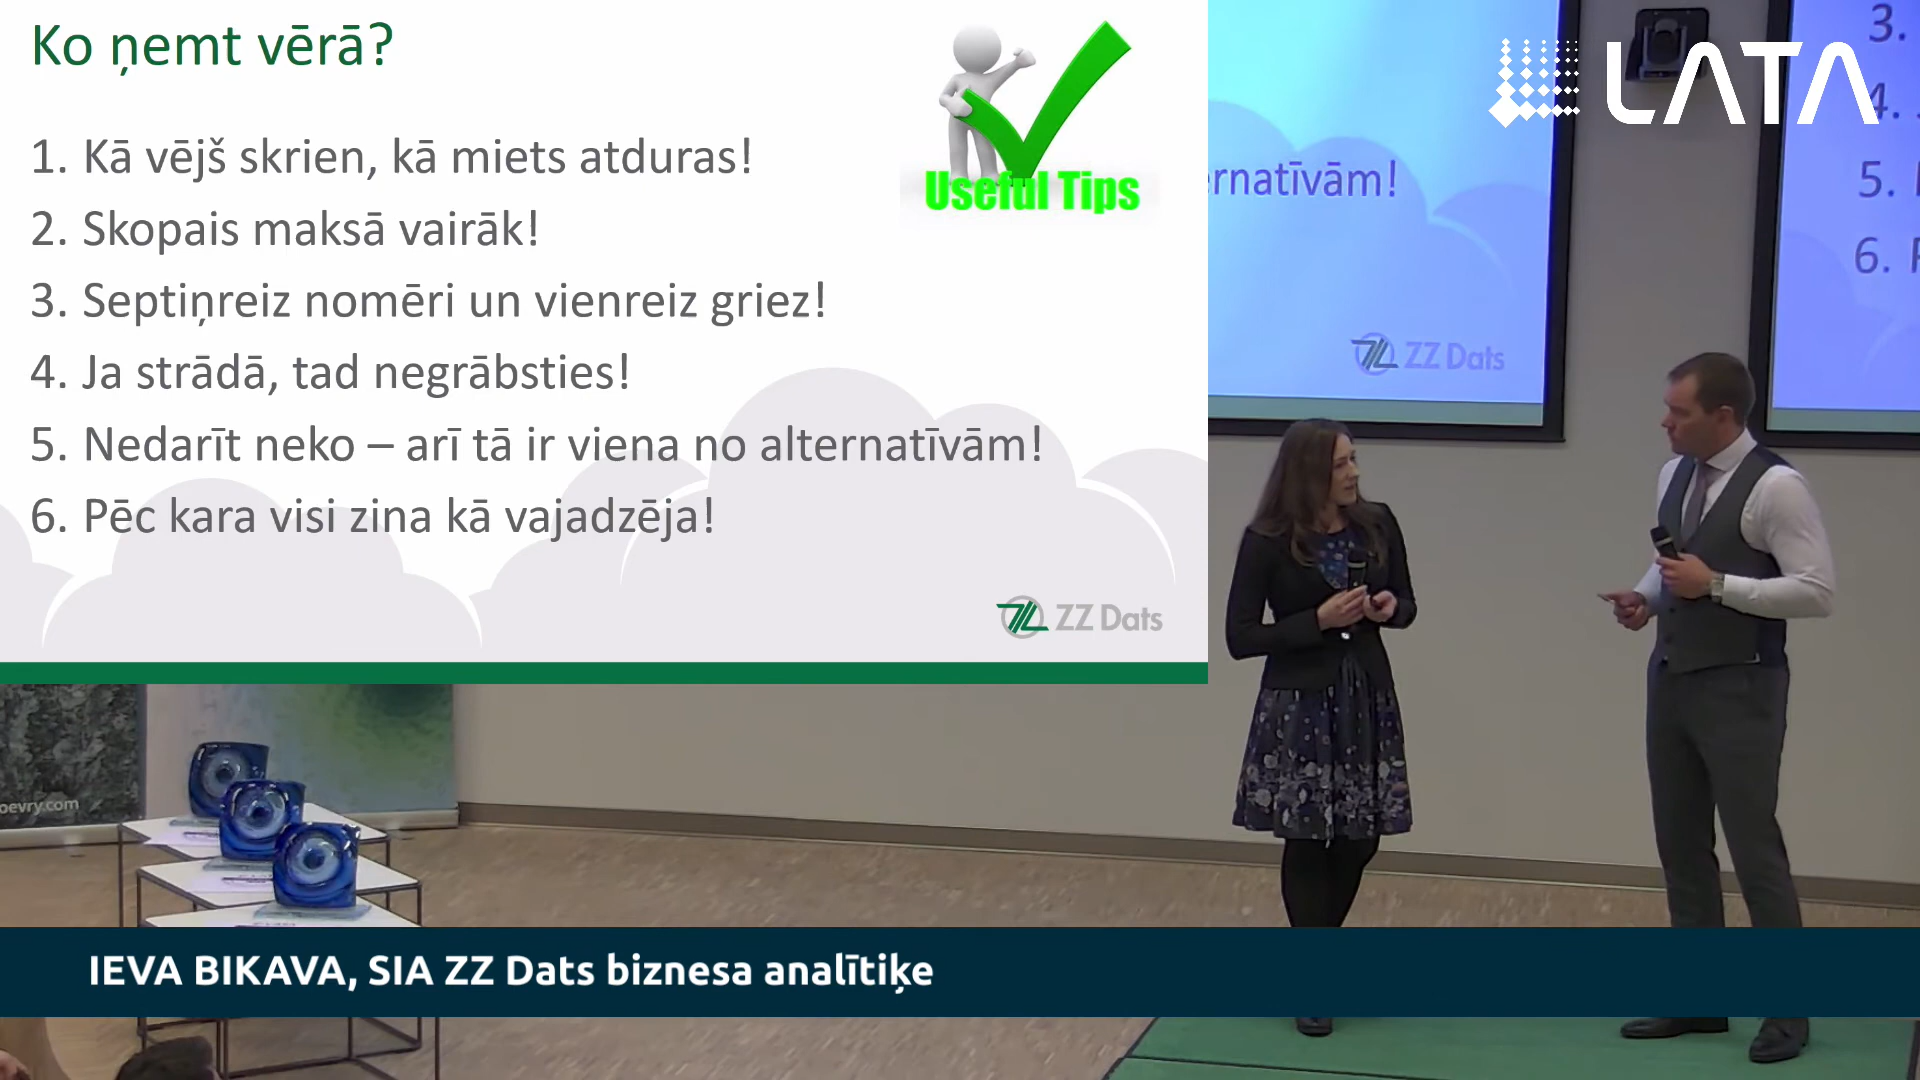 Ko ņemt vērā?
1. Kā vējš skrien, kā miets atduras!
2. Skopais maksā vairāk!
3. Septiņreiz nomēri un vienreiz griez!
4. Ja strādā, tad negrābsties!
5. Nedarīt neko – arī tā ir viena no alternatīvām!
6. Pēc kara visi zina kā vajadzēja!
Useful Tips
ZZ Dats
rnatīvām!
ZZ Dats
3.
4.
5.
6.
LATA
oevry.com
IEVA BIKAVA, SIA ZZ Dats biznesa analītiķe